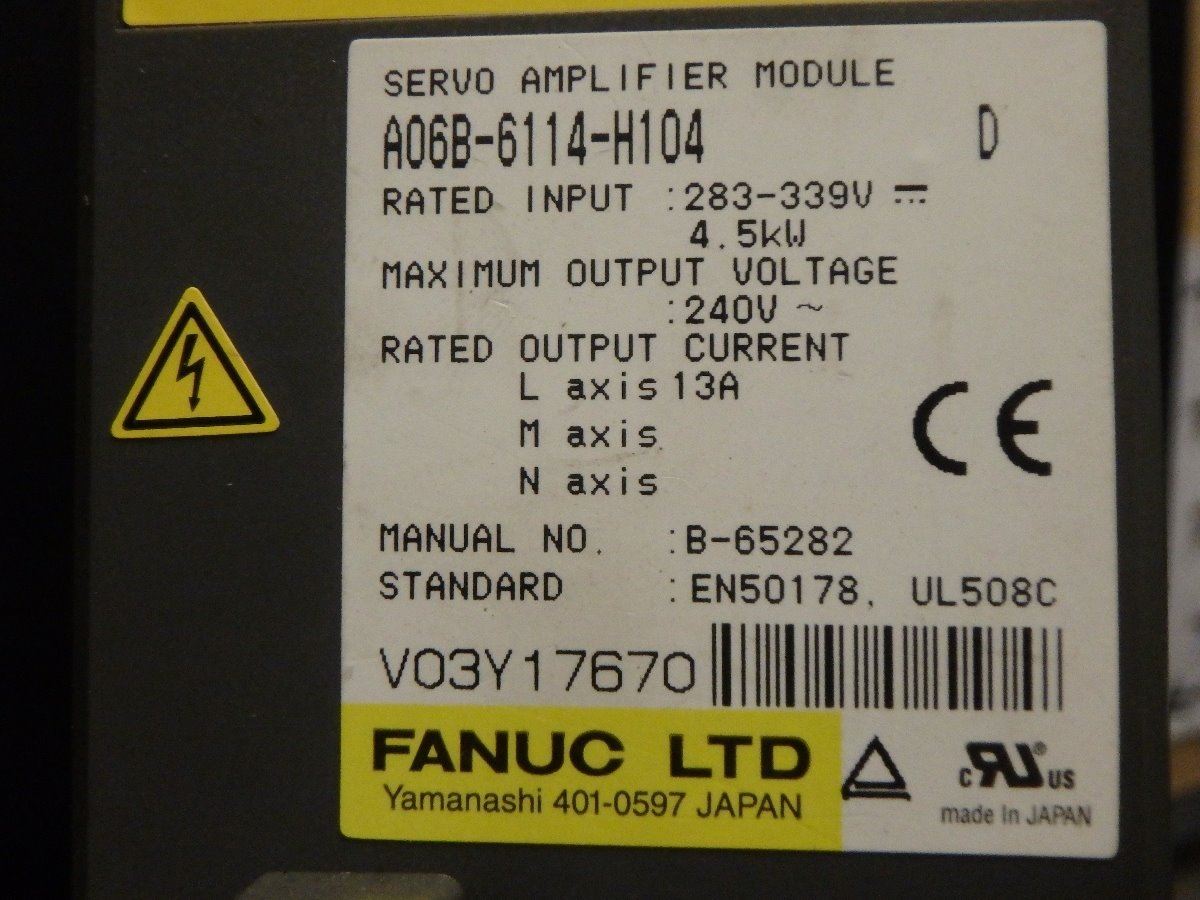 SERVO AMPLIFIER MODULE
A06B-6114-H104 D
RATED INPUT :283-339V ⎓
4.5kW
MAXIMUM OUTPUT VOLTAGE
:240V ～
RATED OUTPUT CURRENT
L axis 13A
M axis
N axis
CE
MANUAL NO. :B-65282
STANDARD :EN50178, UL508C
V03Y17670
FANUC LTD
Yamanashi 401-0597 JAPAN
c RU ® US
made In JAPAN